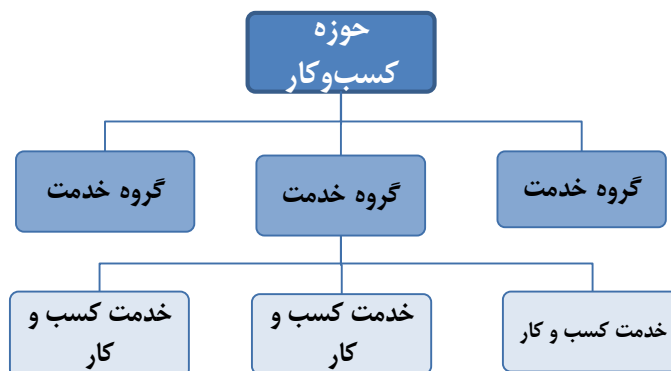 حوزه
کسب‌وکار
گروه خدمت
گروه خدمت
گروه خدمت
خدمت کسب و کار
خدمت کسب و
کار
خدمت کسب و
کار